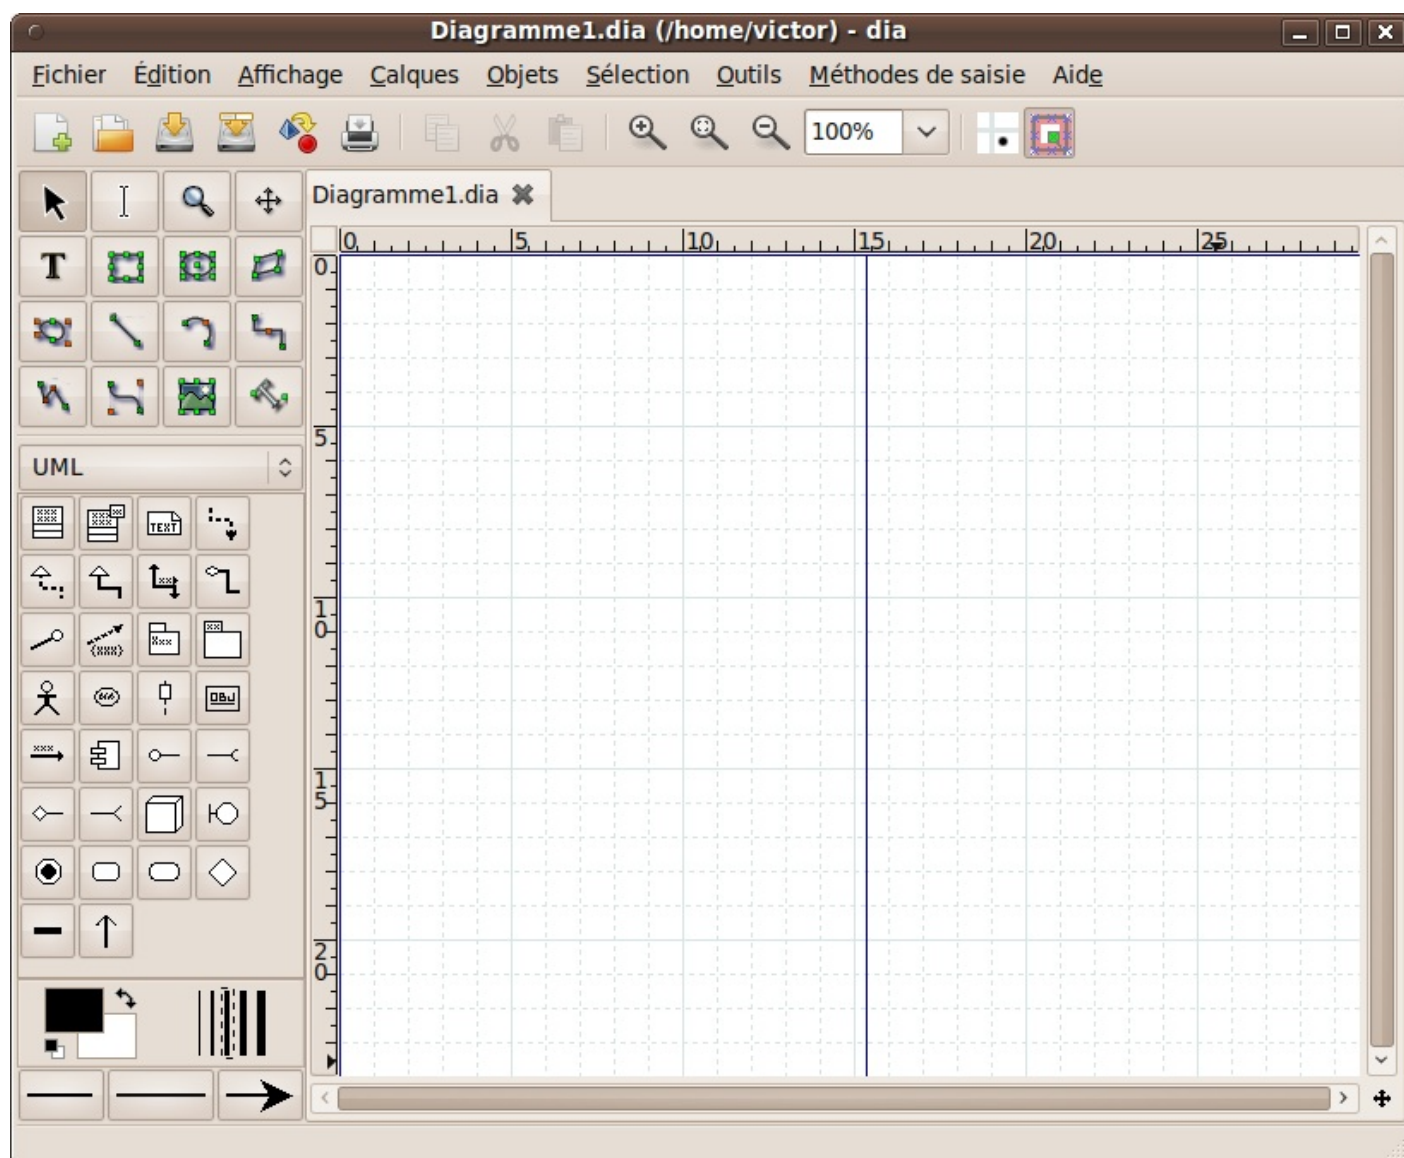 Diagramme1.dia (/home/victor) - dia
Fichier Édition Affichage Calques Objets Sélection Outils Méthodes de saisie Aide
100%
Diagramme1.dia
0 5 10 15 20 25
T
0
5
UML
TEXT
10
OBJ
15
20